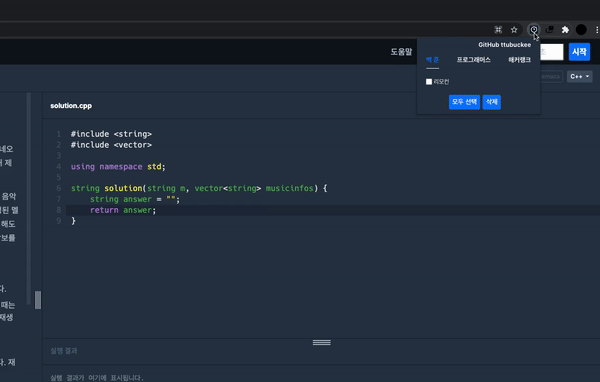 GitHub ttubuckee
도움말
시작
백준
프로그래머스
해커랭크
C++
리모컨
모두 선택
삭제
solution.cpp
1 #include <string>
2 #include <vector>
3
4 using namespace std;
5
6 string solution(string m, vector<string> musicinfos) {
7 string answer = "";
8 return answer;
9 }
네오
제
음악
된 멜
해도
보를
다.
때는
재생
다. 재
실행 결과
실행 결과가 여기에 표시됩니다.